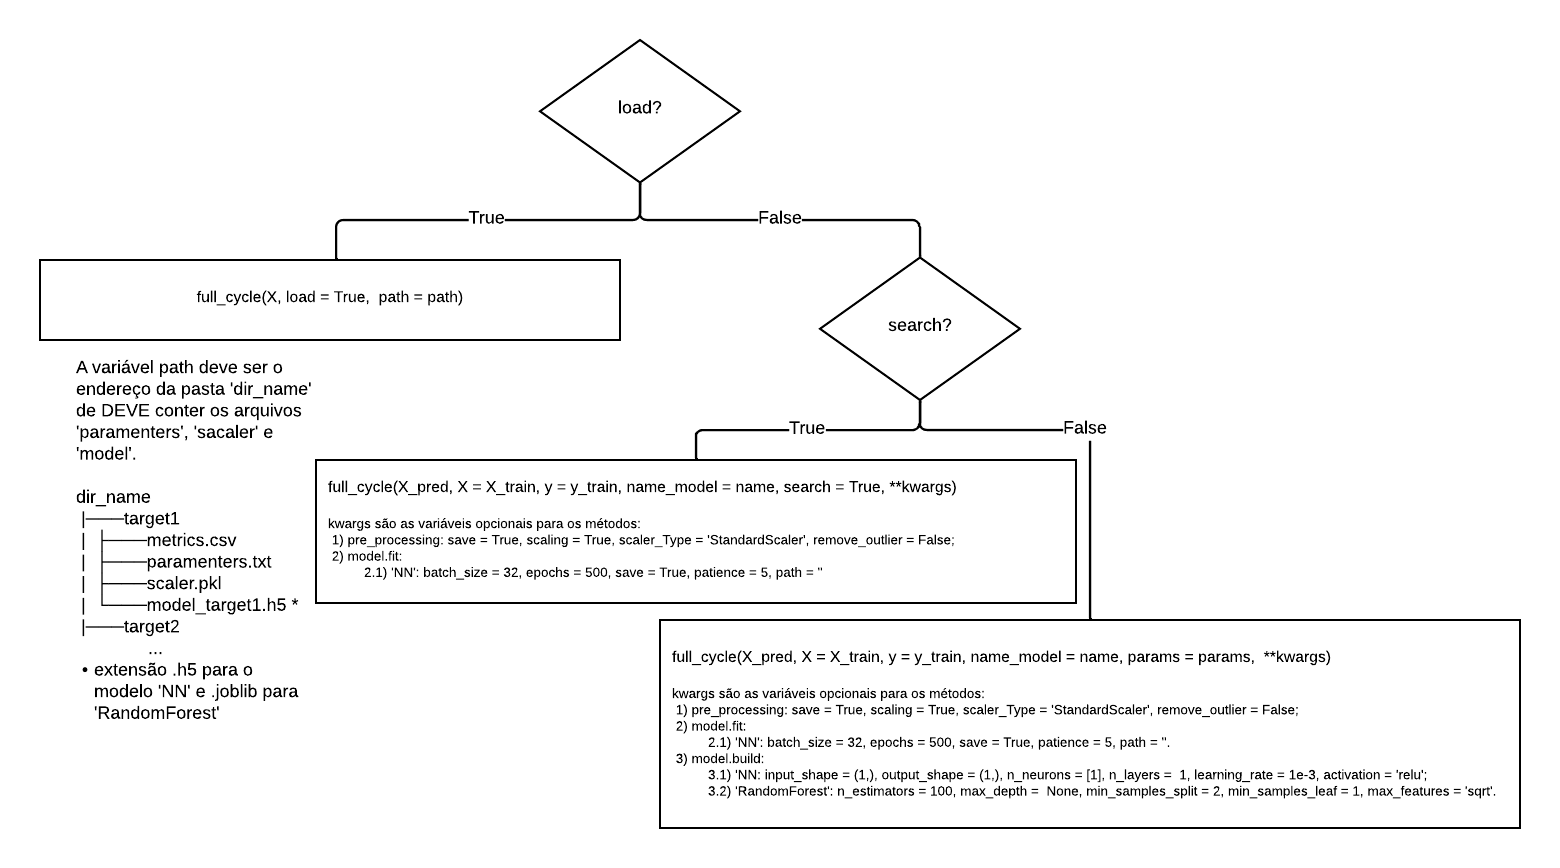 load?
True
False
full_cycle(X, load = True,  path = path)
search?
A variável path deve ser o
endereço da pasta 'dir_name'
de DEVE conter os arquivos
'paramenters', 'sacaler' e
'model'.
True
False
dir_name
|——target1
|  ├——metrics.csv
|  ├——paramenters.txt
|  ├——scaler.pkl
|  └——model_target1.h5 *
|——target2
...
• extensão .h5 para o
modelo 'NN' e .joblib para
'RandomForest'
full_cycle(X_pred, X = X_train, y = y_train, name_model = name, search = True, **kwargs)
kwargs são as variáveis opcionais para os métodos:
1) pre_processing: save = True, scaling = True, scaler_Type = 'StandardScaler', remove_outlier = False;
2) model.fit:
2.1) 'NN': batch_size = 32, epochs = 500, save = True, patience = 5, path = ''
full_cycle(X_pred, X = X_train, y = y_train, name_model = name, params = params,  **kwargs)
kwargs são as variáveis opcionais para os métodos:
1) pre_processing: save = True, scaling = True, scaler_Type = 'StandardScaler', remove_outlier = False;
2) model.fit:
2.1) 'NN': batch_size = 32, epochs = 500, save = True, patience = 5, path = ''.
3) model.build:
3.1) 'NN: input_shape = (1,), output_shape = (1,), n_neurons = [1], n_layers =  1, learning_rate = 1e-3, activation = 'relu';
3.2) 'RandomForest': n_estimators = 100, max_depth =  None, min_samples_split = 2, min_samples_leaf = 1, max_features = 'sqrt'.